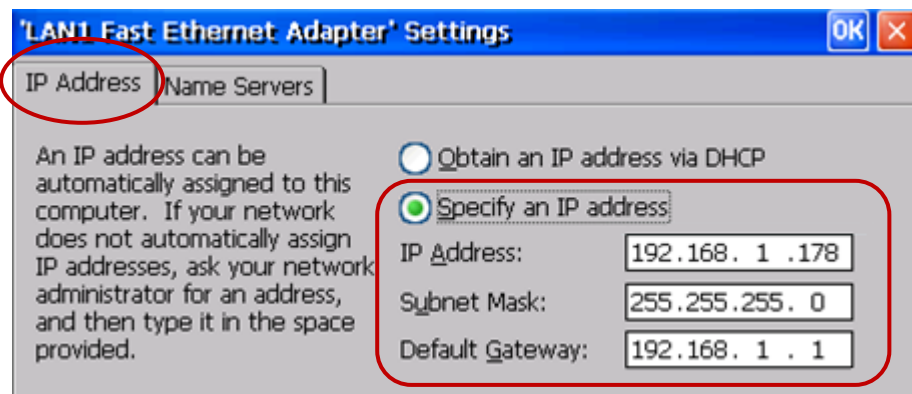 'LAN1 Fast Ethernet Adapter' Settings OK
IP Address Name Servers
An IP address can be
automatically assigned to this
computer. If your network
does not automatically assign
IP addresses, ask your network
administrator for an address,
and then type it in the space
provided.
Obtain an IP address via DHCP
Specify an IP address
IP Address: 192.168. 1 .178
Subnet Mask: 255.255.255. 0
Default Gateway: 192.168. 1 . 1